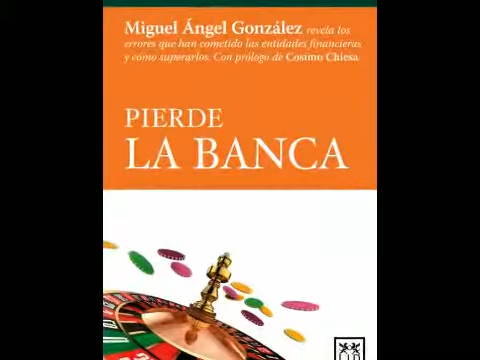 Miguel Ángel González revela los
errores que han cometido las entidades financieras
y cómo superarlos. Con prólogo de Cosimo Chiesa
PIERDE
LA BANCA
LID